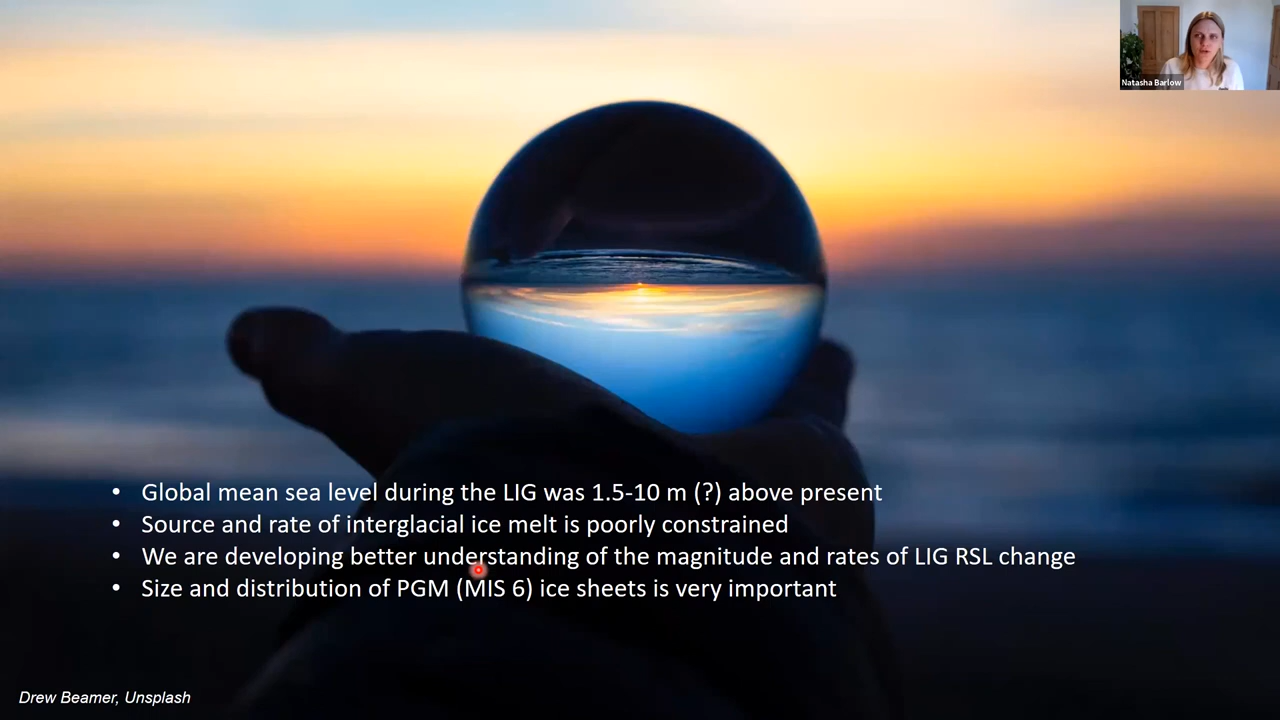 Natasha Barlow
• Global mean sea level during the LIG was 1.5-10 m (?) above present
• Source and rate of interglacial ice melt is poorly constrained
• We are developing better understanding of the magnitude and rates of LIG RSL change
• Size and distribution of PGM (MIS 6) ice sheets is very important
Drew Beamer, Unsplash